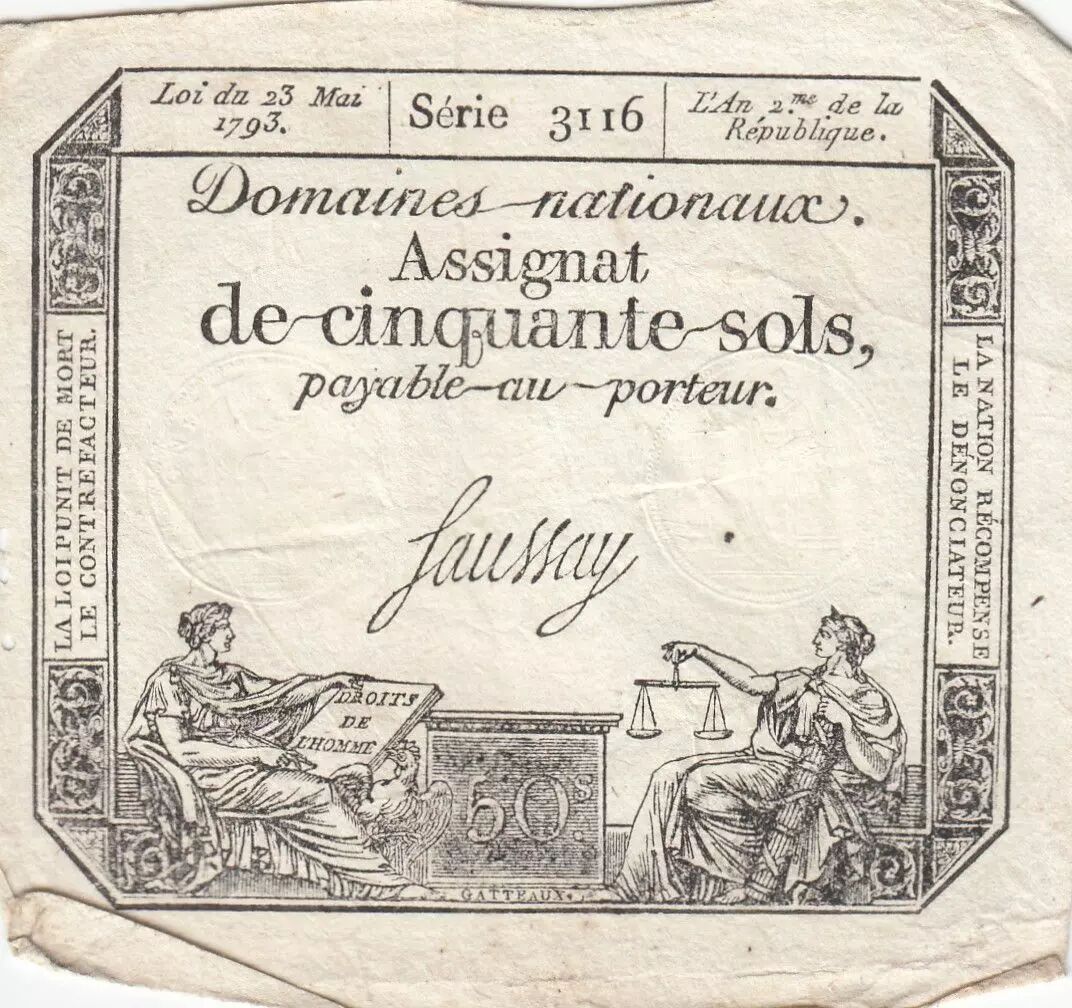 Loi du 23 Mai
1793.
Série 3116
L'An 2.me de la
République.
Domaines nationaux.
Assignat
de cinquante sols,
payable au porteur.
LA LOI PUNIT DE MORT
LE CONTREFACTEUR.
LA NATION RÉCOMPENSE
LE DÉNONCIATEUR.
Saussay
DROITS
DE
L'HOMME
50 s.
GATTEAUX.